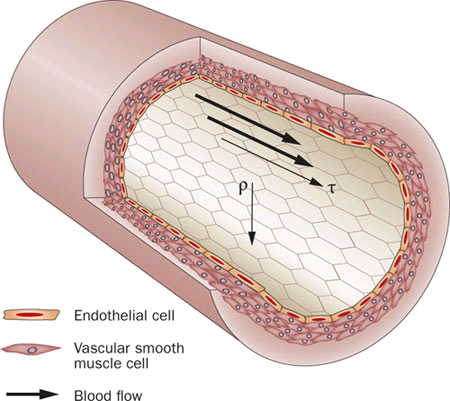 τ
ρ
Endothelial cell
Vascular smooth
muscle cell
Blood flow